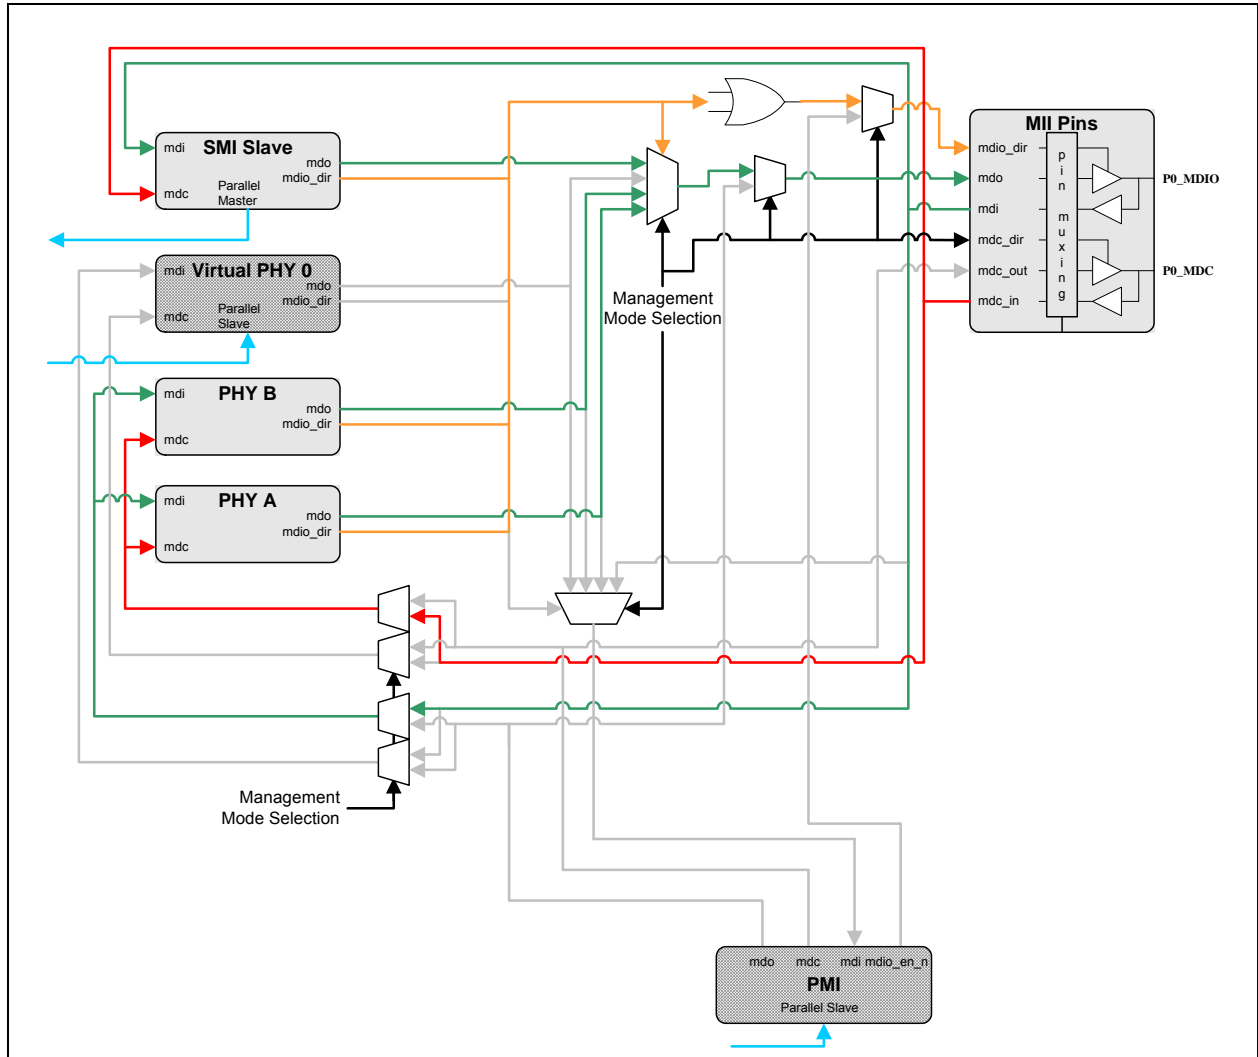 SMI Slave
mdi
mdo
mdio_dir
mdc
Parallel
Master
Virtual PHY 0
mdi
mdo
mdio_dir
mdc
Parallel
Slave
PHY B
mdi
mdo
mdio_dir
mdc
PHY A
mdi
mdo
mdio_dir
mdc
Management
Mode Selection
MII Pins
mdio_dir
mdo
mdi
mdc_dir
mdc_out
mdc_in
pin muxing
P0_MDIO
P0_MDC
Management
Mode Selection
mdo mdc mdi mdio_en_n
PMI
Parallel Slave